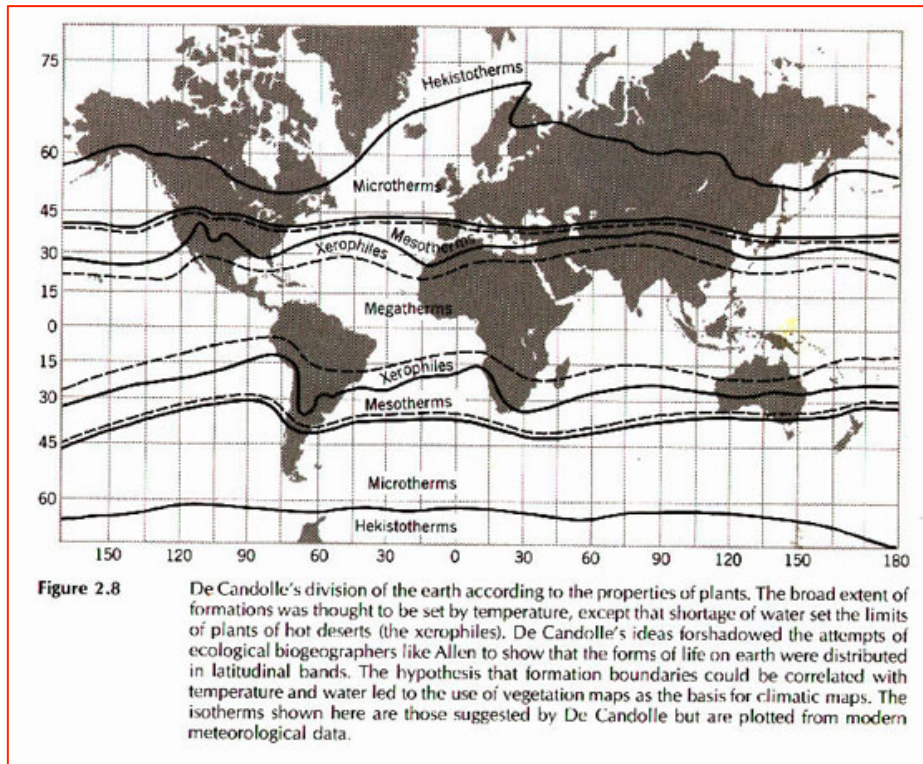 75
Hekistotherms
60
Microtherms
45
Mesotherms
Xerophiles
30
15
Megatherms
0
15
Xerophiles
30
Mesotherms
45
Microtherms
60
Hekistotherms
150 120 90 60 30 0 30 60 90 120 150 180
Figure 2.8 De Candolle's division of the earth according to the properties of plants. The broad extent of
formations was thought to be set by temperature, except that shortage of water set the limits
of plants of hot deserts (the xerophiles). De Candolle's ideas forshadowed the attempts of
ecological biogeographers like Allen to show that the forms of life on earth were distributed
in latitudinal bands. The hypothesis that formation boundaries could be correlated with
temperature and water led to the use of vegetation maps as the basis for climatic maps. The
isotherms shown here are those suggested by De Candolle but are plotted from modern
meteorological data.